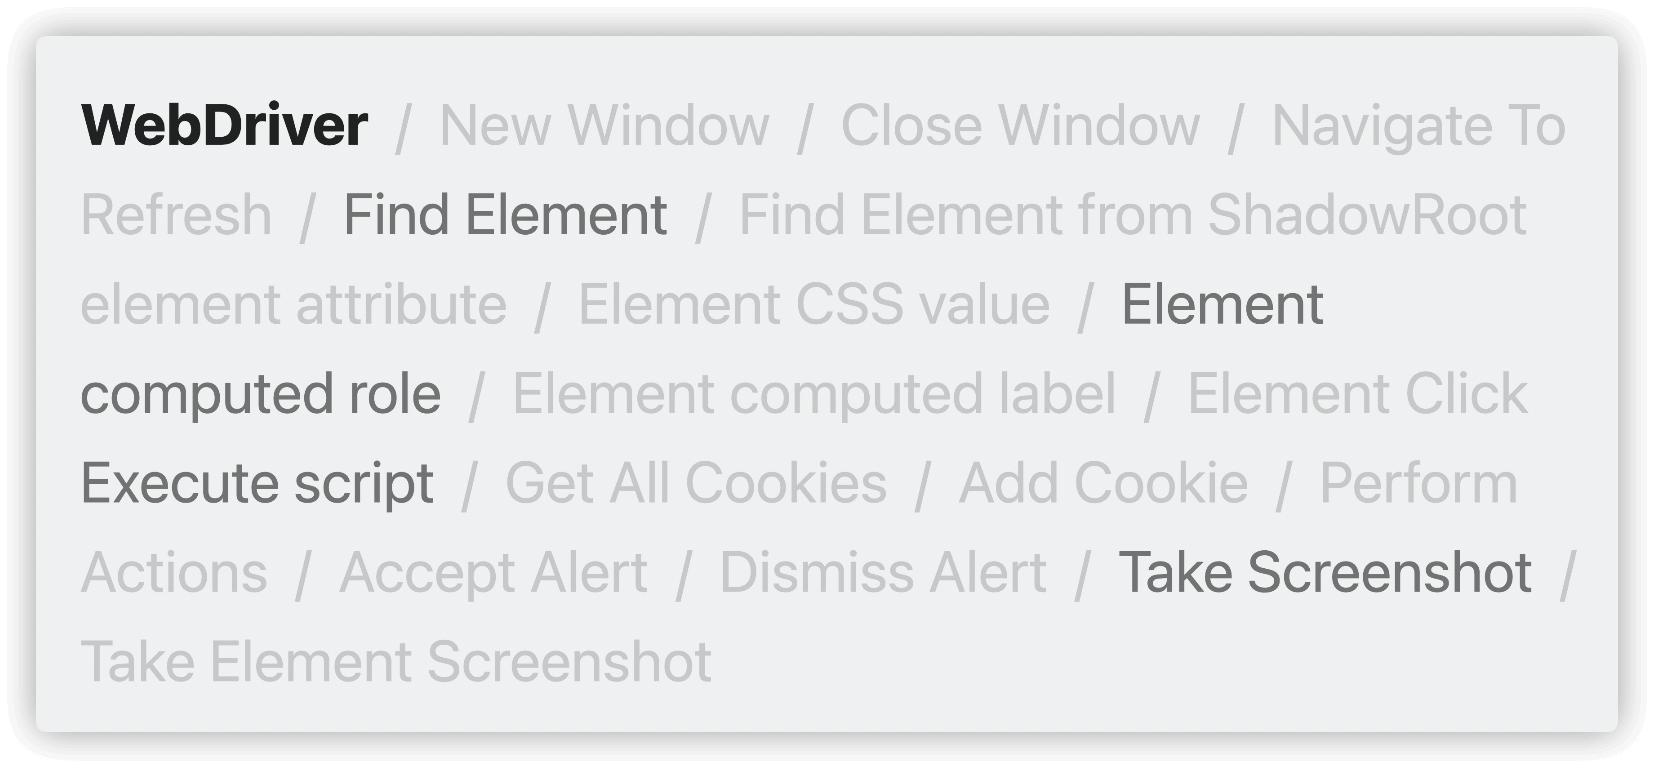 WebDriver / New Window / Close Window / Navigate To
Refresh / Find Element / Find Element from ShadowRoot
element attribute / Element CSS value / Element
computed role / Element computed label / Element Click
Execute script / Get All Cookies / Add Cookie / Perform
Actions / Accept Alert / Dismiss Alert / Take Screenshot /
Take Element Screenshot